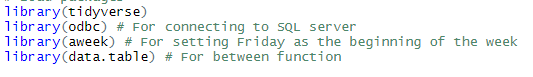 library(tidyverse)
library(odbc) # For connecting to SQL server
library(aweek) # For setting Friday as the beginning of the week
library(data.table) # For between function